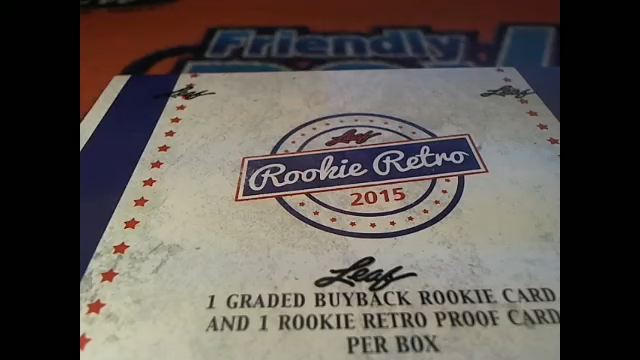 Friendly
Leaf
Leaf
Leaf
Rookie Retro
2015
Leaf
1 GRADED BUYBACK ROOKIE CARD
AND 1 ROOKIE RETRO PROOF CARD
PER BOX